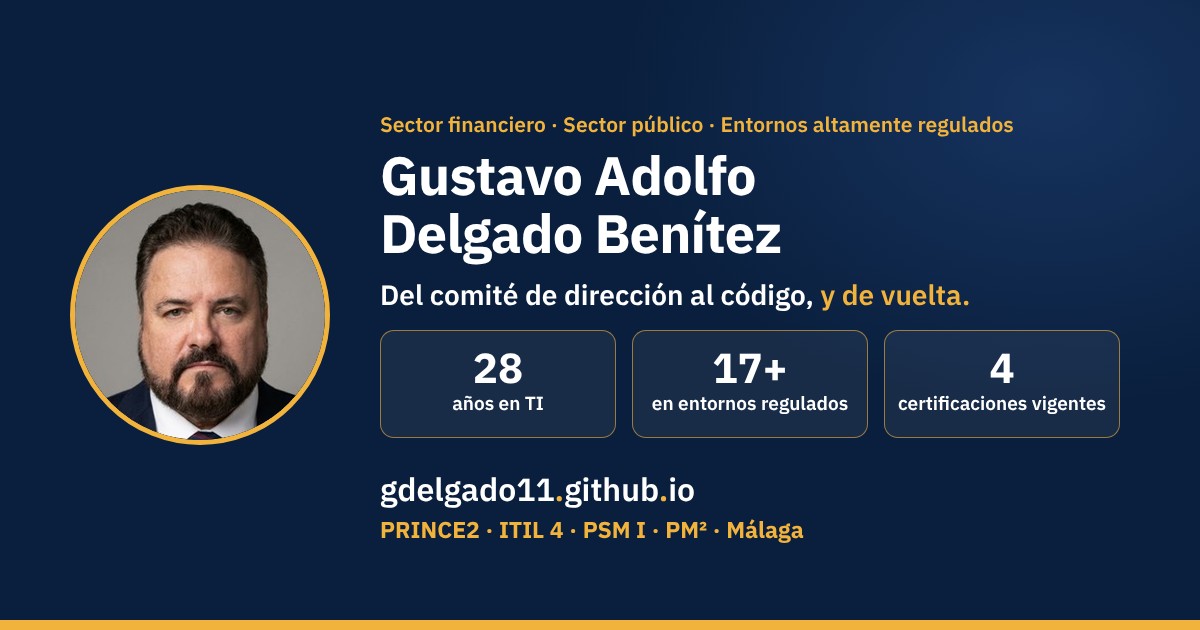 Sector financiero · Sector público · Entornos altamente regulados
Gustavo Adolfo
Delgado Benítez
Del comité de dirección al código, y de vuelta.
28
años en TI
17+
en entornos regulados
4
certificaciones vigentes
gdelgado11.github.io
PRINCE2 · ITIL 4 · PSM I · PM² · Málaga